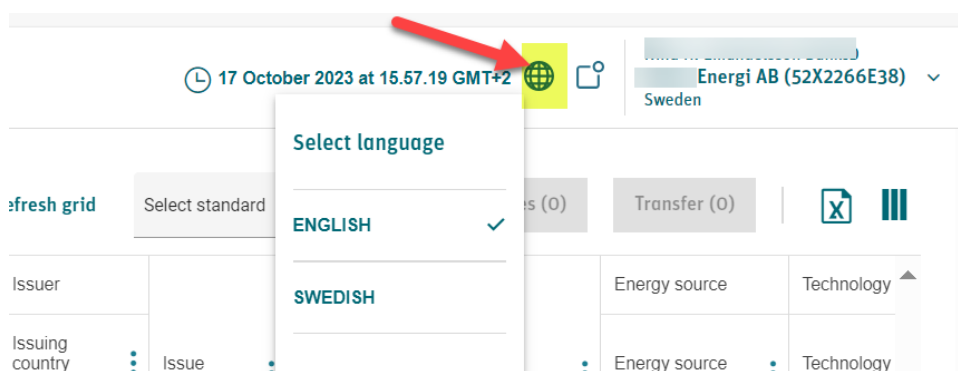 17 October 2023 at 15.57.19 GMT+2
Energi AB (52X2266E38)
Sweden
Select language
ENGLISH
SWEDISH
efresh grid
Select standard
es (0)
Transfer (0)
Issuer
Energy source
Technology
Issuing
country
Issue
Energy source
Technology